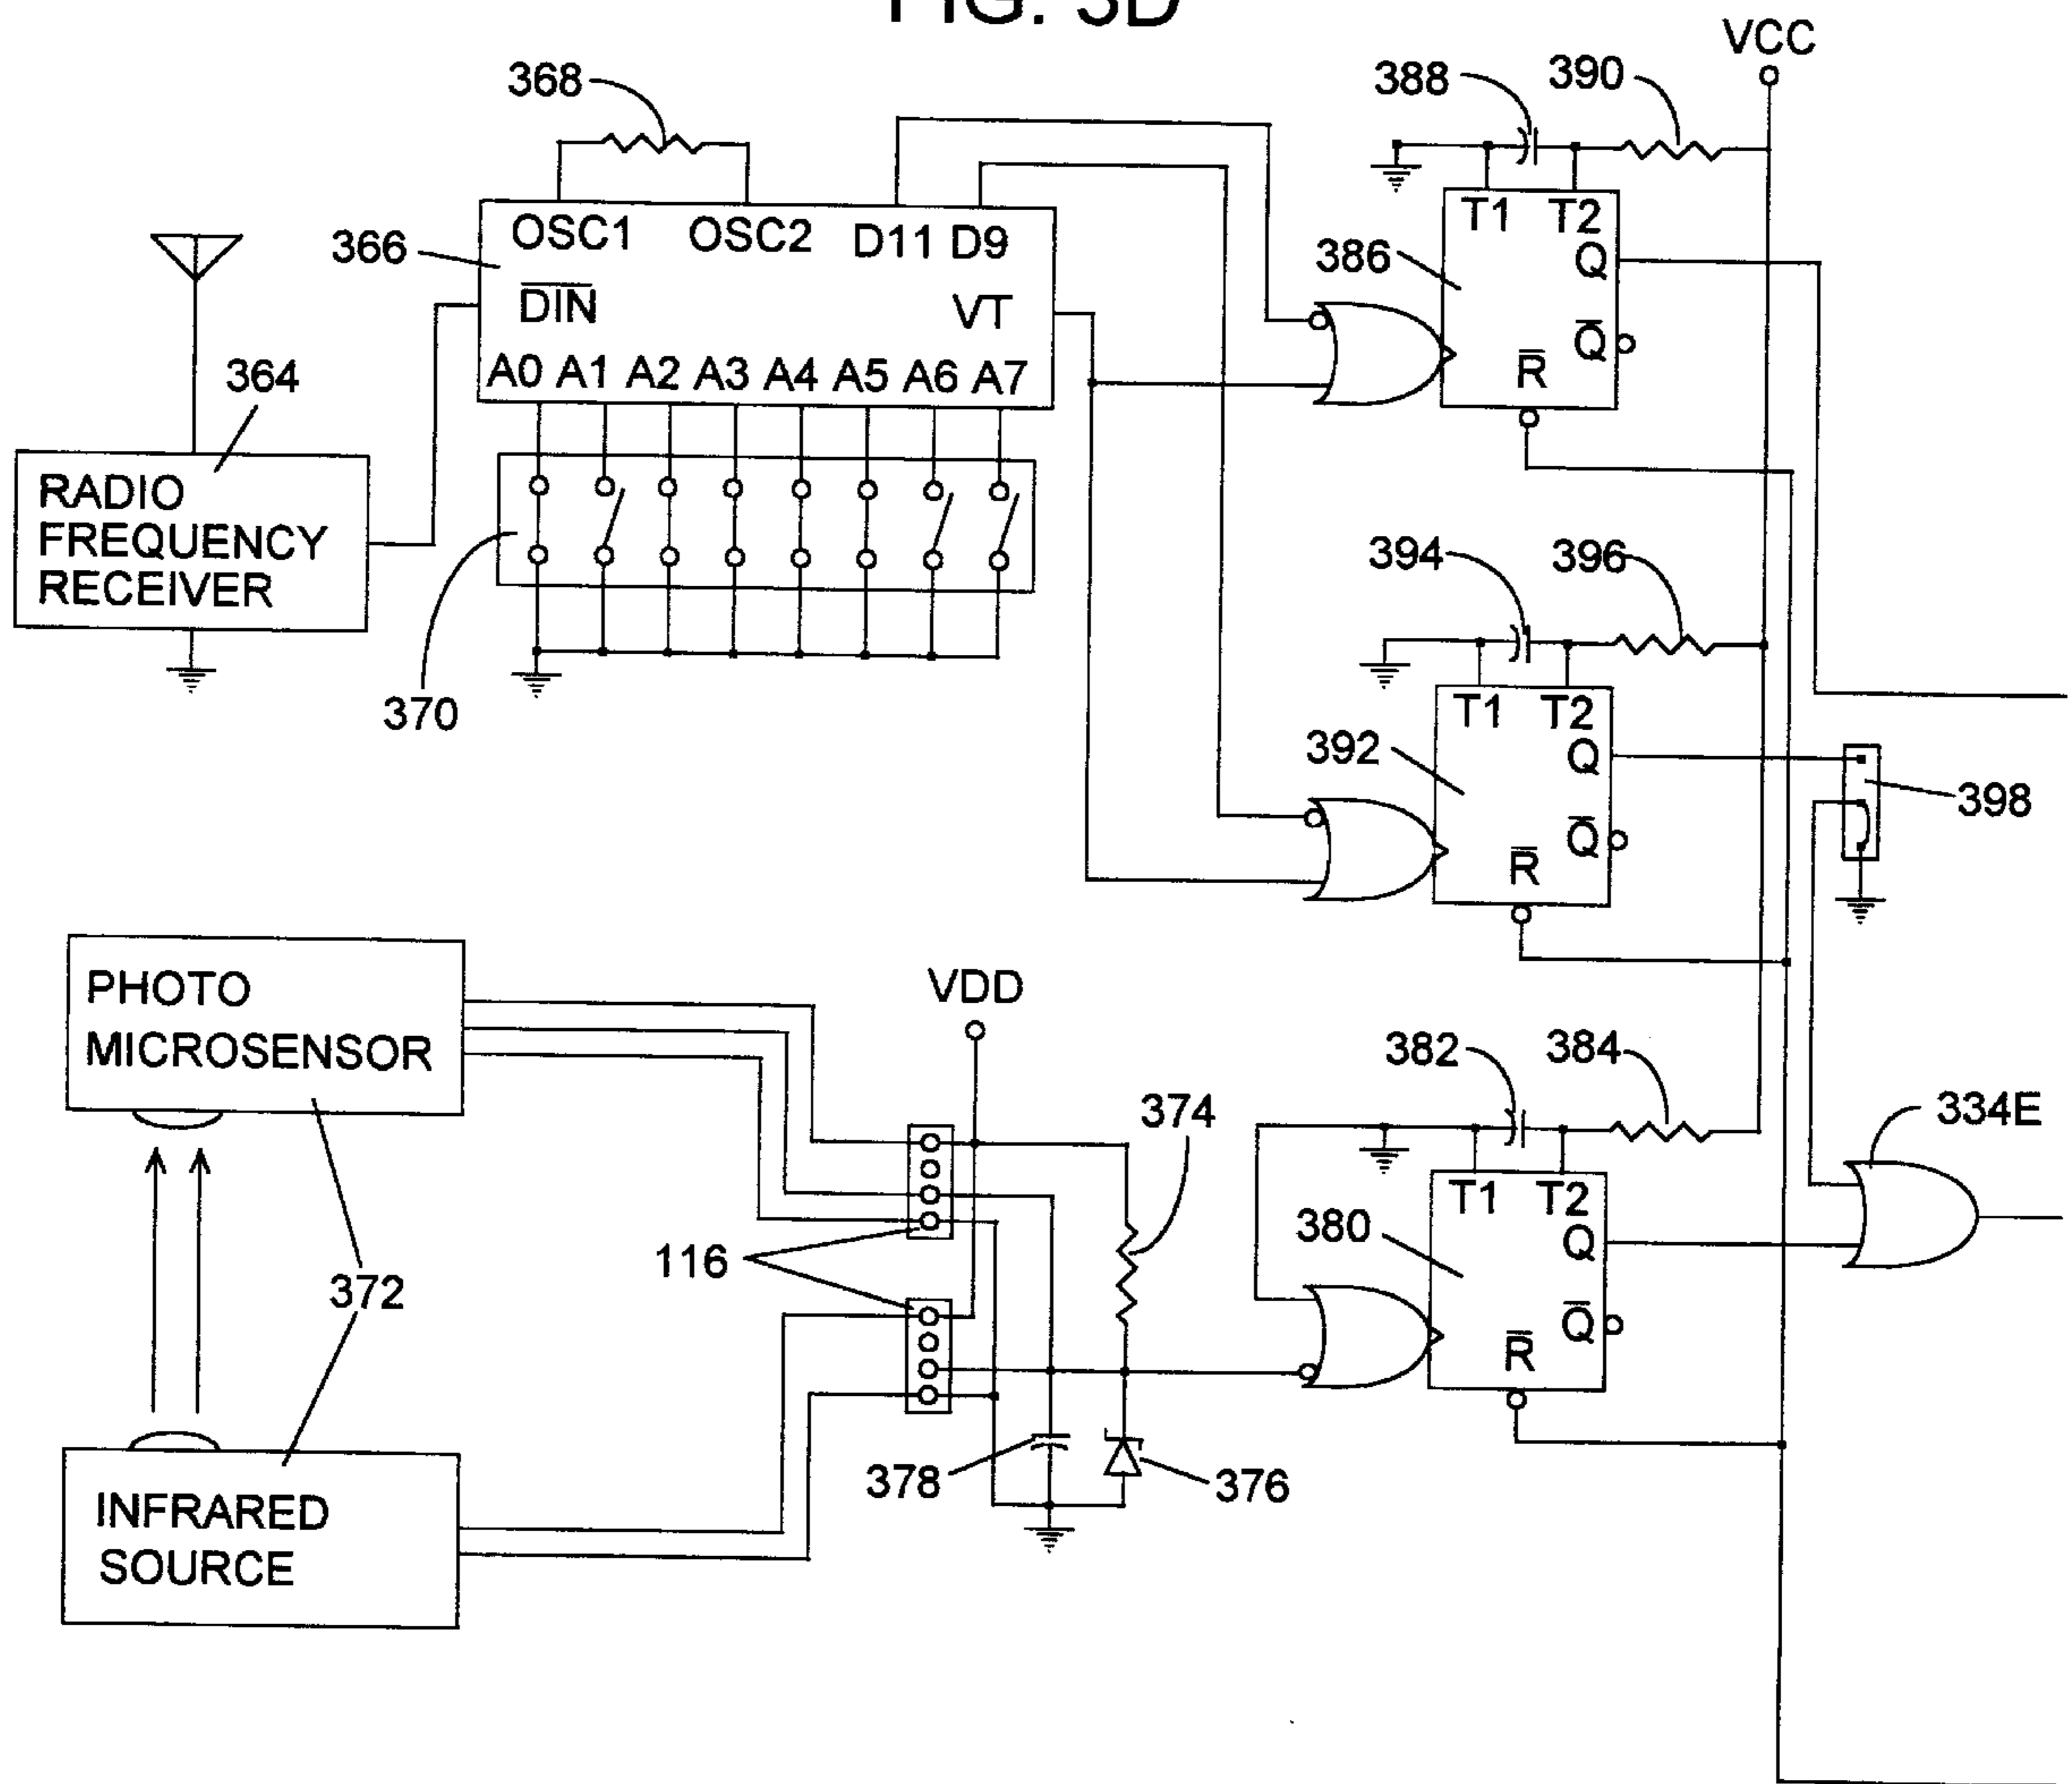 FIG. 3D
VCC
368
388
390
OSC1 OSC2 D11 D9
366
DIN
VT
A0 A1 A2 A3 A4 A5 A6 A7
T1 T2
386
Q
Q̅
R̅
364
RADIO
FREQUENCY
RECEIVER
370
394
396
T1 T2
392
Q
Q̅
R̅
398
PHOTO
MICROSENSOR
VDD
382
384
374
334E
T1 T2
380
Q
Q̅
R̅
116
372
378
376
INFRARED
SOURCE